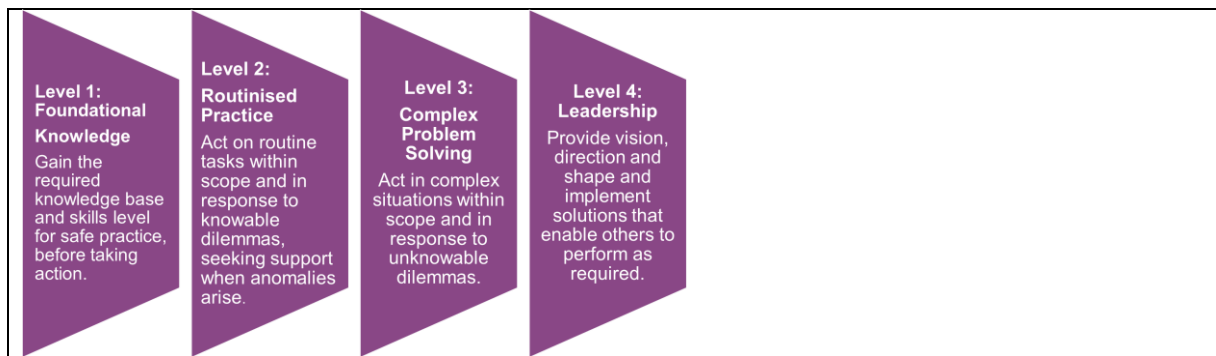 Level 1:
Foundational
Knowledge
Gain the
required
knowledge base
and skills level
for safe practice,
before taking
action.
Level 2:
Routinised
Practice
Act on routine
tasks within
scope and in
response to
knowable
dilemmas,
seeking support
when anomalies
arise.
Level 3:
Complex
Problem
Solving
Act in complex
situations within
scope and in
response to
unknowable
dilemmas.
Level 4:
Leadership
Provide vision,
direction and
shape and
implement
solutions that
enable others to
perform as
required.